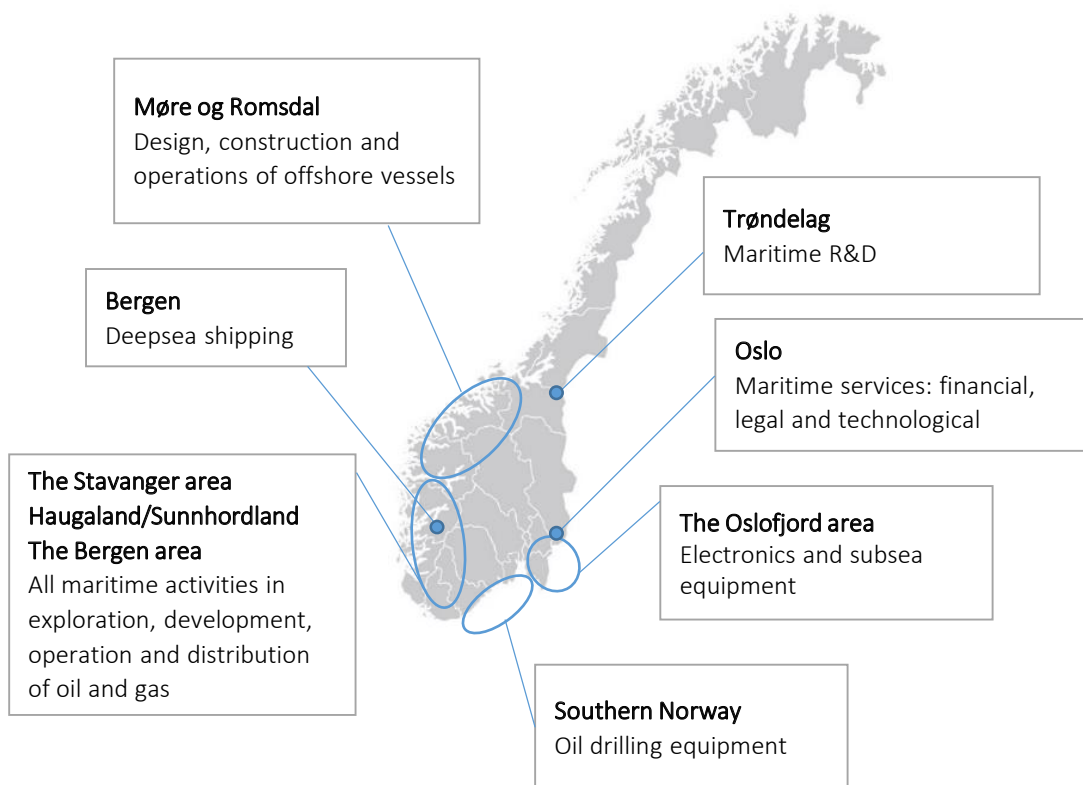 Møre og Romsdal
Design, construction and
operations of offshore vessels
Trøndelag
Maritime R&D
Bergen
Deepsea shipping
Oslo
Maritime services: financial,
legal and technological
The Stavanger area
Haugaland/Sunnhordland
The Bergen area
All maritime activities in
exploration, development,
operation and distribution
of oil and gas
The Oslofjord area
Electronics and subsea
equipment
Southern Norway
Oil drilling equipment